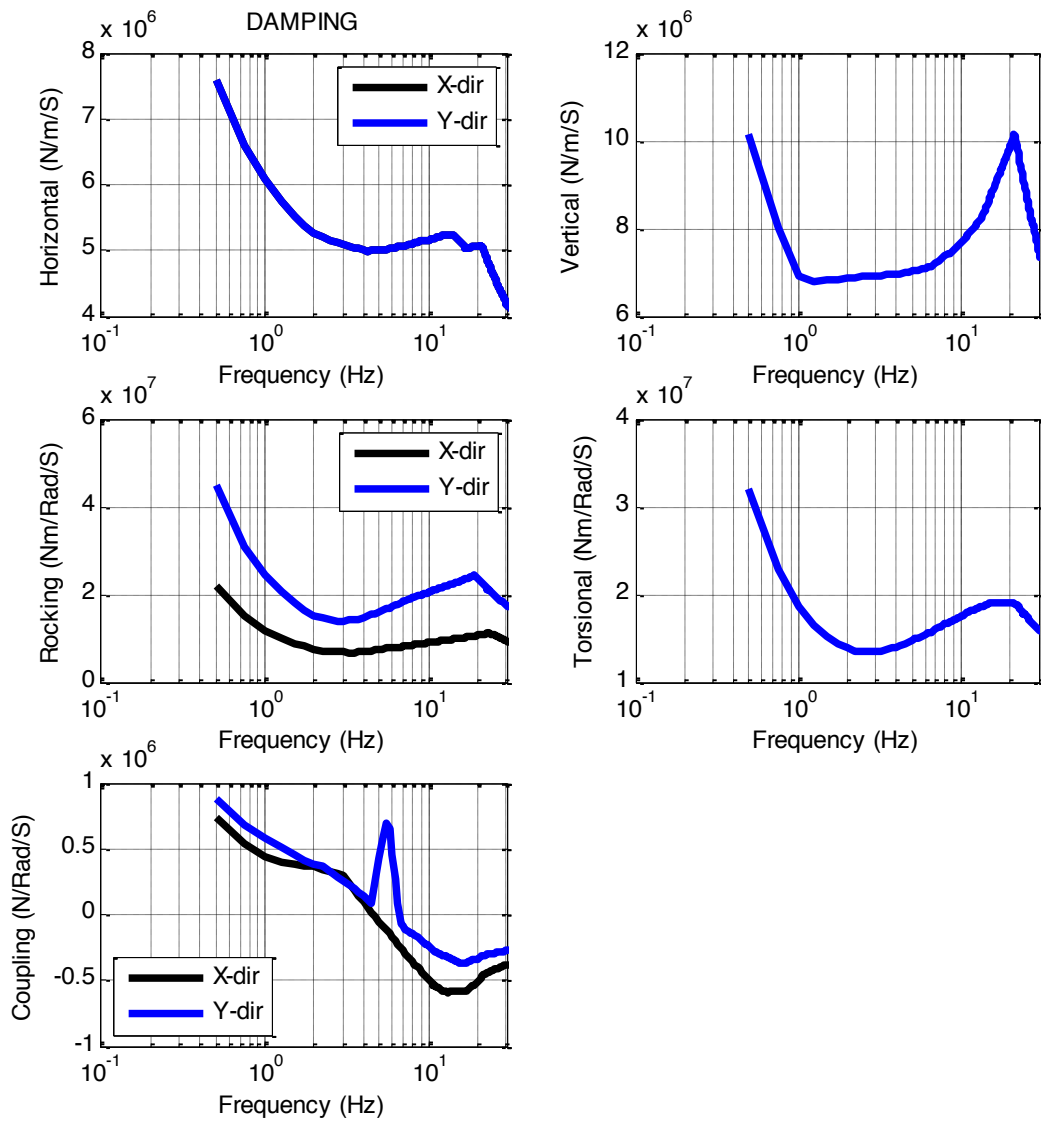 DAMPING
x 10^6
8
7
6
5
4
Horizontal (N/m/S)
X-dir
Y-dir
10^-1
10^0
10^1
Frequency (Hz)
x 10^6
12
10
8
6
Vertical (N/m/S)
10^-1
10^0
10^1
Frequency (Hz)
x 10^7
6
4
2
0
Rocking (Nm/Rad/S)
X-dir
Y-dir
10^-1
10^0
10^1
Frequency (Hz)
x 10^7
4
3
2
1
Torsional (Nm/Rad/S)
10^-1
10^0
10^1
Frequency (Hz)
x 10^6
1
0.5
0
-0.5
-1
Coupling (N/Rad/S)
X-dir
Y-dir
10^-1
10^0
10^1
Frequency (Hz)